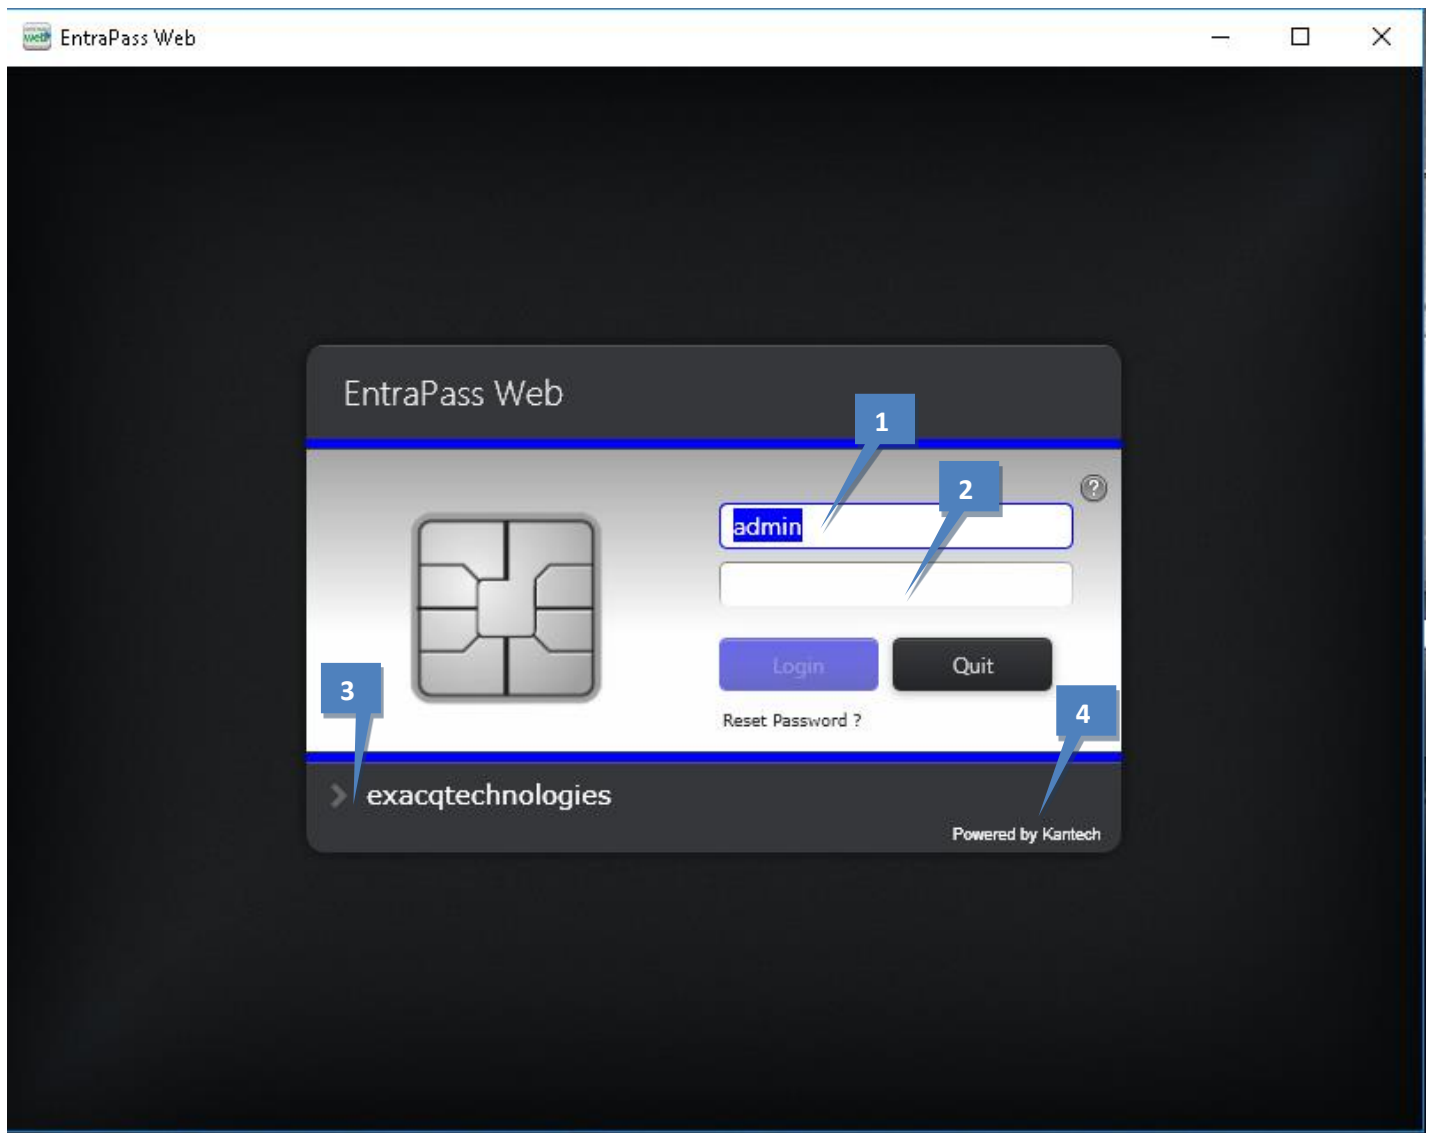 EntraPass Web
EntraPass Web
1
2
?
admin
Login
Quit
3
Reset Password ?
4
exacqtechnologies
Powered by Kantech